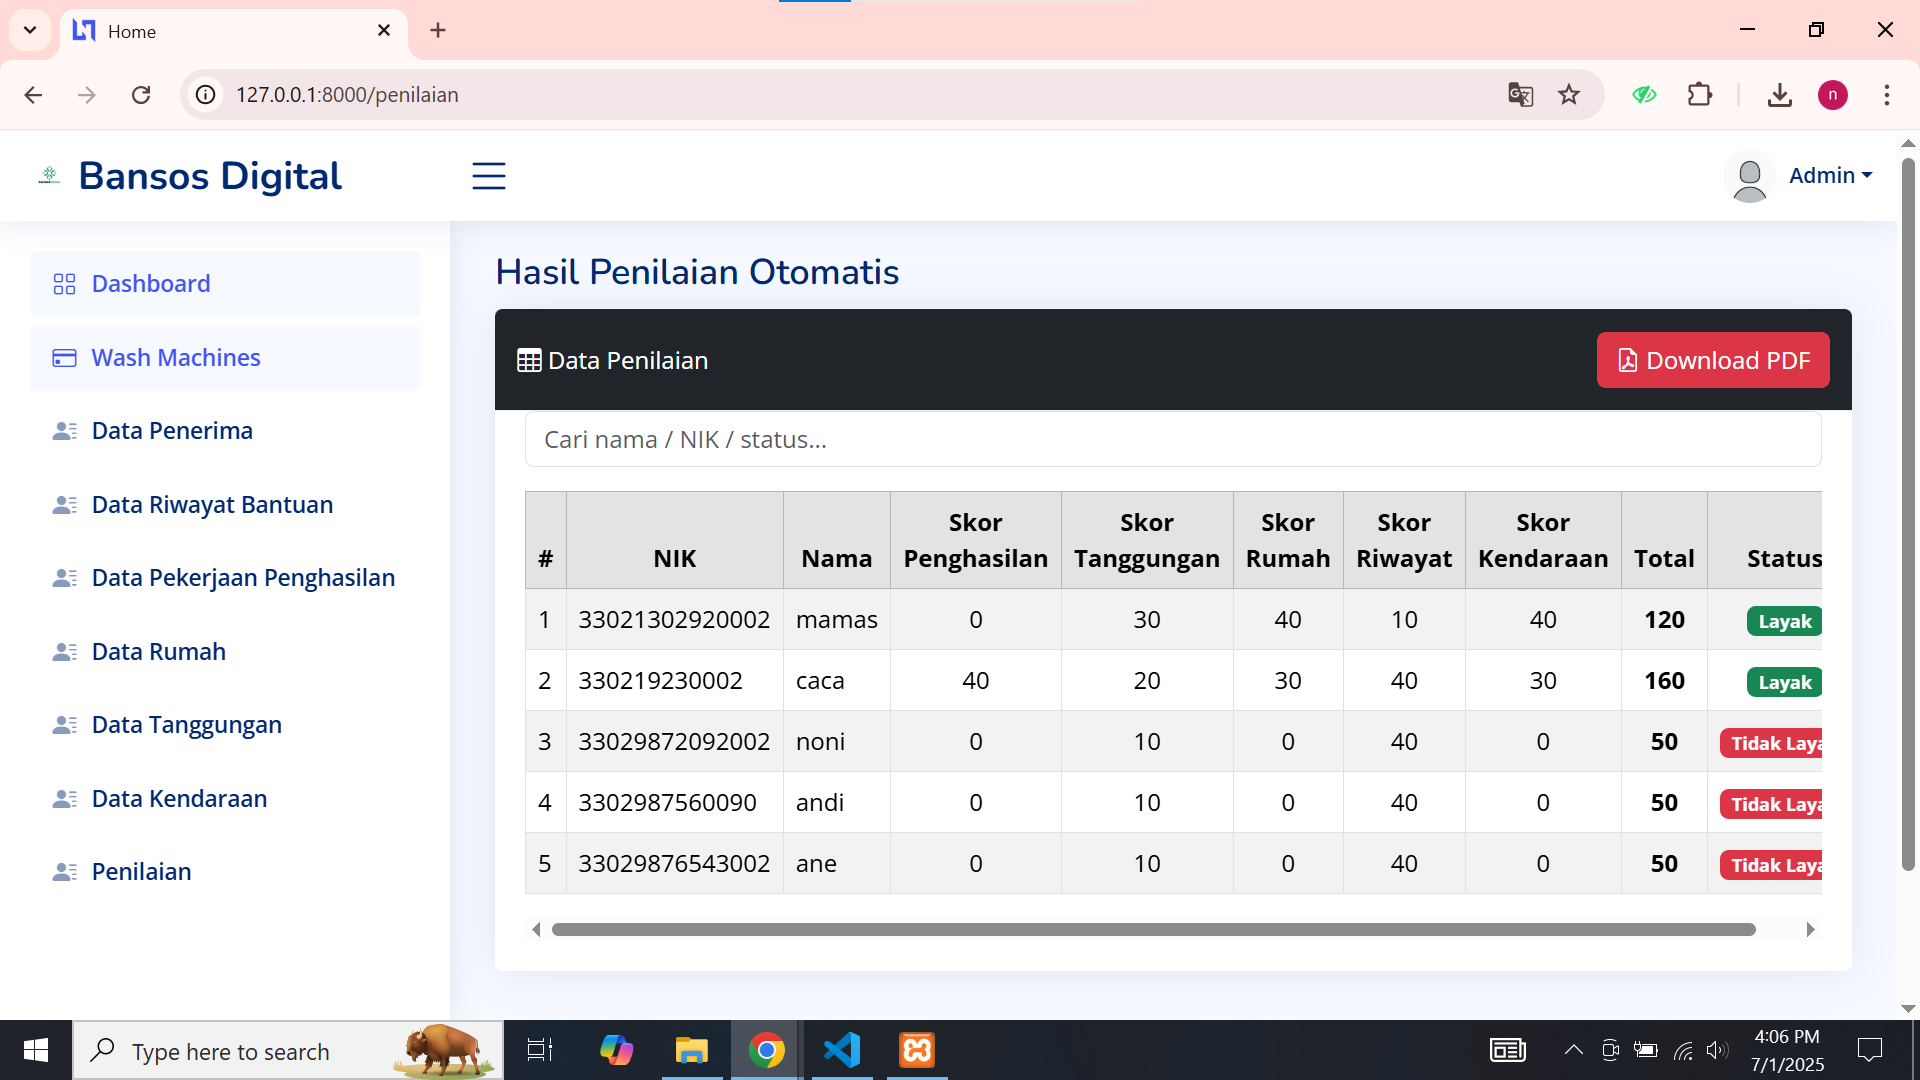 Home
127.0.0.1:8000/penilaian
n
Bansos Digital
Admin
Dashboard
Wash Machines
Data Penerima
Data Riwayat Bantuan
Data Pekerjaan Penghasilan
Data Rumah
Data Tanggungan
Data Kendaraan
Penilaian
Hasil Penilaian Otomatis
Data Penilaian
Download PDF
Cari nama / NIK / status...
# NIK Nama Skor Penghasilan Skor Tanggungan Skor Rumah Skor Riwayat Skor Kendaraan Total Status
1 33021302920002 mamas 0 30 40 10 40 120 Layak
2 330219230002 caca 40 20 30 40 30 160 Layak
3 33029872092002 noni 0 10 0 40 0 50 Tidak Laya
4 3302987560090 andi 0 10 0 40 0 50 Tidak Laya
5 33029876543002 ane 0 10 0 40 0 50 Tidak Laya
Type here to search
4:06 PM
7/1/2025